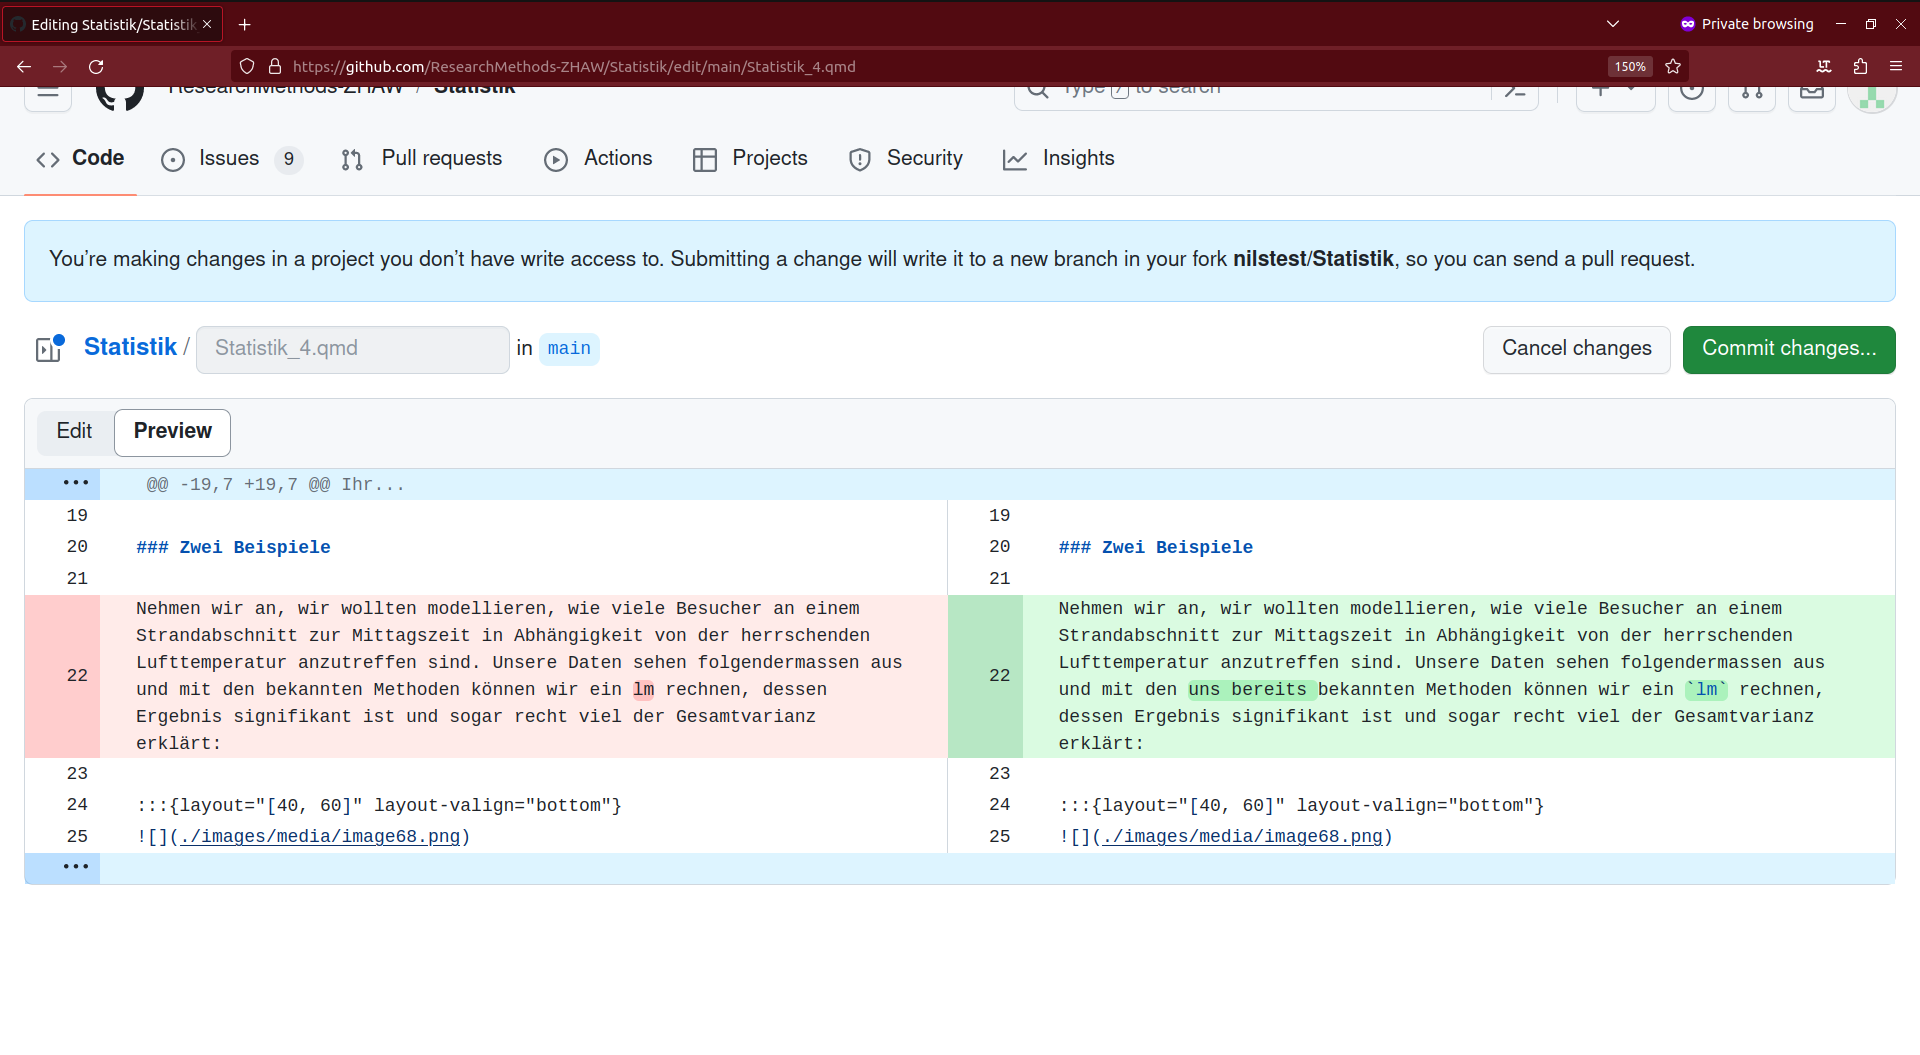 Editing Statistik/Statistik
Private browsing
https://github.com/ResearchMethods-ZHAW/Statistik/edit/main/Statistik_4.qmd
150%
ResearchMethods-ZHAW / Statistik
Type / to search
Code
Issues 9
Pull requests
Actions
Projects
Security
Insights
You’re making changes in a project you don’t have write access to. Submitting a change will write it to a new branch in your fork nilstest/Statistik, so you can send a pull request.
Statistik / Statistik_4.qmd in main
Cancel changes
Commit changes...
Edit
Preview
... @@ -19,7 +19,7 @@ Ihr...
19
20 ### Zwei Beispiele
21
22 Nehmen wir an, wir wollten modellieren, wie viele Besucher an einem
Strandabschnitt zur Mittagszeit in Abhängigkeit von der herrschenden
Lufttemperatur anzutreffen sind. Unsere Daten sehen folgendermassen aus
und mit den bekannten Methoden können wir ein lm rechnen, dessen
Ergebnis signifikant ist und sogar recht viel der Gesamtvarianz
erklärt:
23
24 :::{layout="[40, 60]" layout-valign="bottom"}
25 ![](./images/media/image68.png)
...
19
20 ### Zwei Beispiele
21
22 Nehmen wir an, wir wollten modellieren, wie viele Besucher an einem
Strandabschnitt zur Mittagszeit in Abhängigkeit von der herrschenden
Lufttemperatur anzutreffen sind. Unsere Daten sehen folgendermassen aus
und mit den uns bereits bekannten Methoden können wir ein `lm` rechnen,
dessen Ergebnis signifikant ist und sogar recht viel der Gesamtvarianz
erklärt:
23
24 :::{layout="[40, 60]" layout-valign="bottom"}
25 ![](./images/media/image68.png)